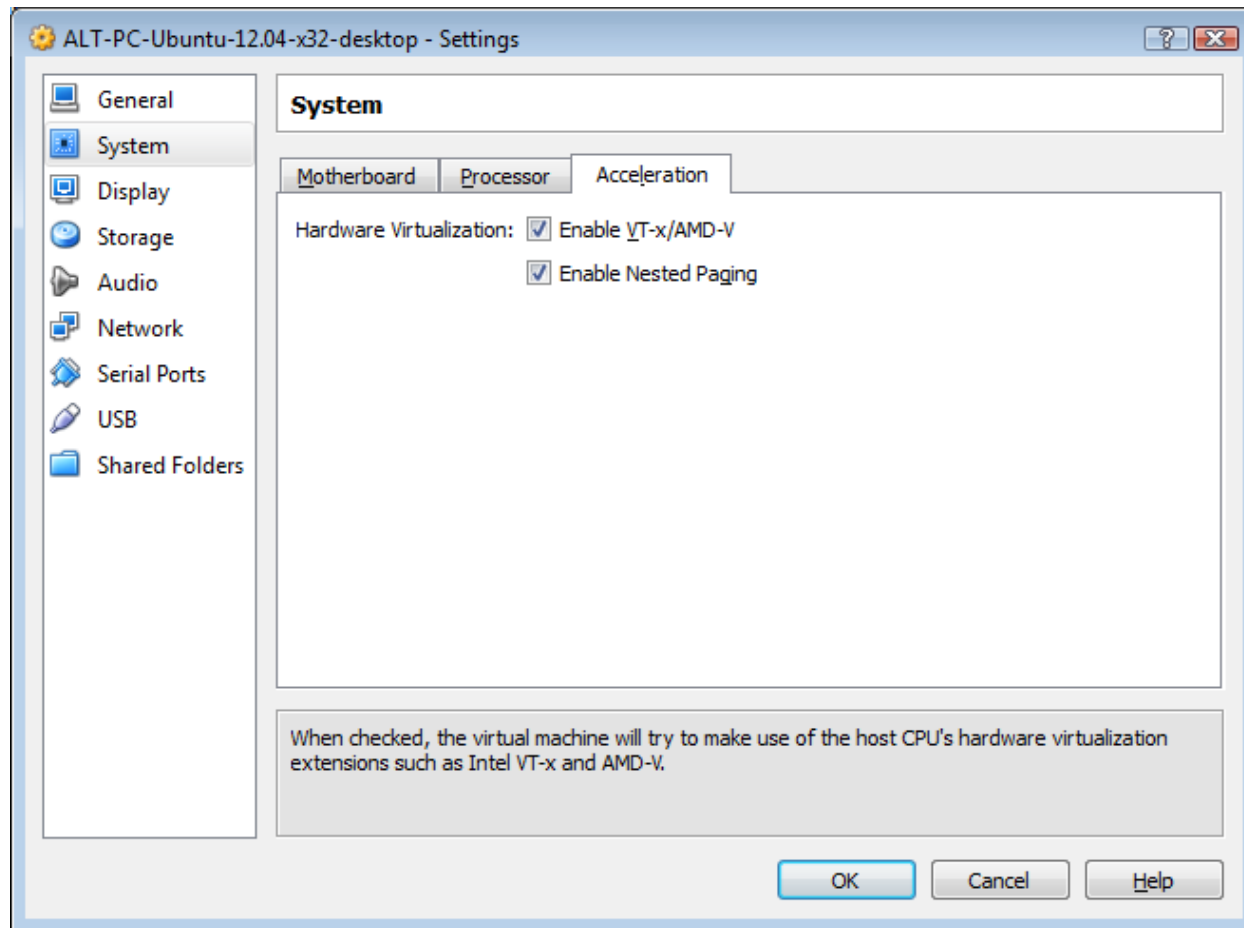 ALT-PC-Ubuntu-12.04-x32-desktop - Settings
General
System
Display
Storage
Audio
Network
Serial Ports
USB
Shared Folders
System
Motherboard Processor Acceleration
Hardware Virtualization: Enable VT-x/AMD-V
Enable Nested Paging
When checked, the virtual machine will try to make use of the host CPU's hardware virtualization
extensions such as Intel VT-x and AMD-V.
OK Cancel Help